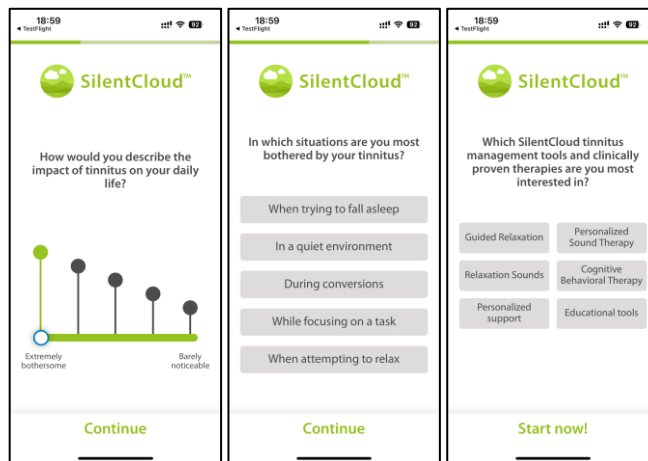 18:59
TestFlight
92
SilentCloud™
How would you describe the
impact of tinnitus on your daily
life?
Extremely
bothersome
Barely
noticeable
Continue
18:59
TestFlight
92
SilentCloud™
In which situations are you most
bothered by your tinnitus?
When trying to fall asleep
In a quiet environment
During conversions
While focusing on a task
When attempting to relax
Continue
18:59
TestFlight
92
SilentCloud™
Which SilentCloud tinnitus
management tools and clinically
proven therapies are you most
interested in?
Guided Relaxation
Personalized
Sound Therapy
Relaxation Sounds
Cognitive
Behavioral Therapy
Personalized
support
Educational tools
Start now!